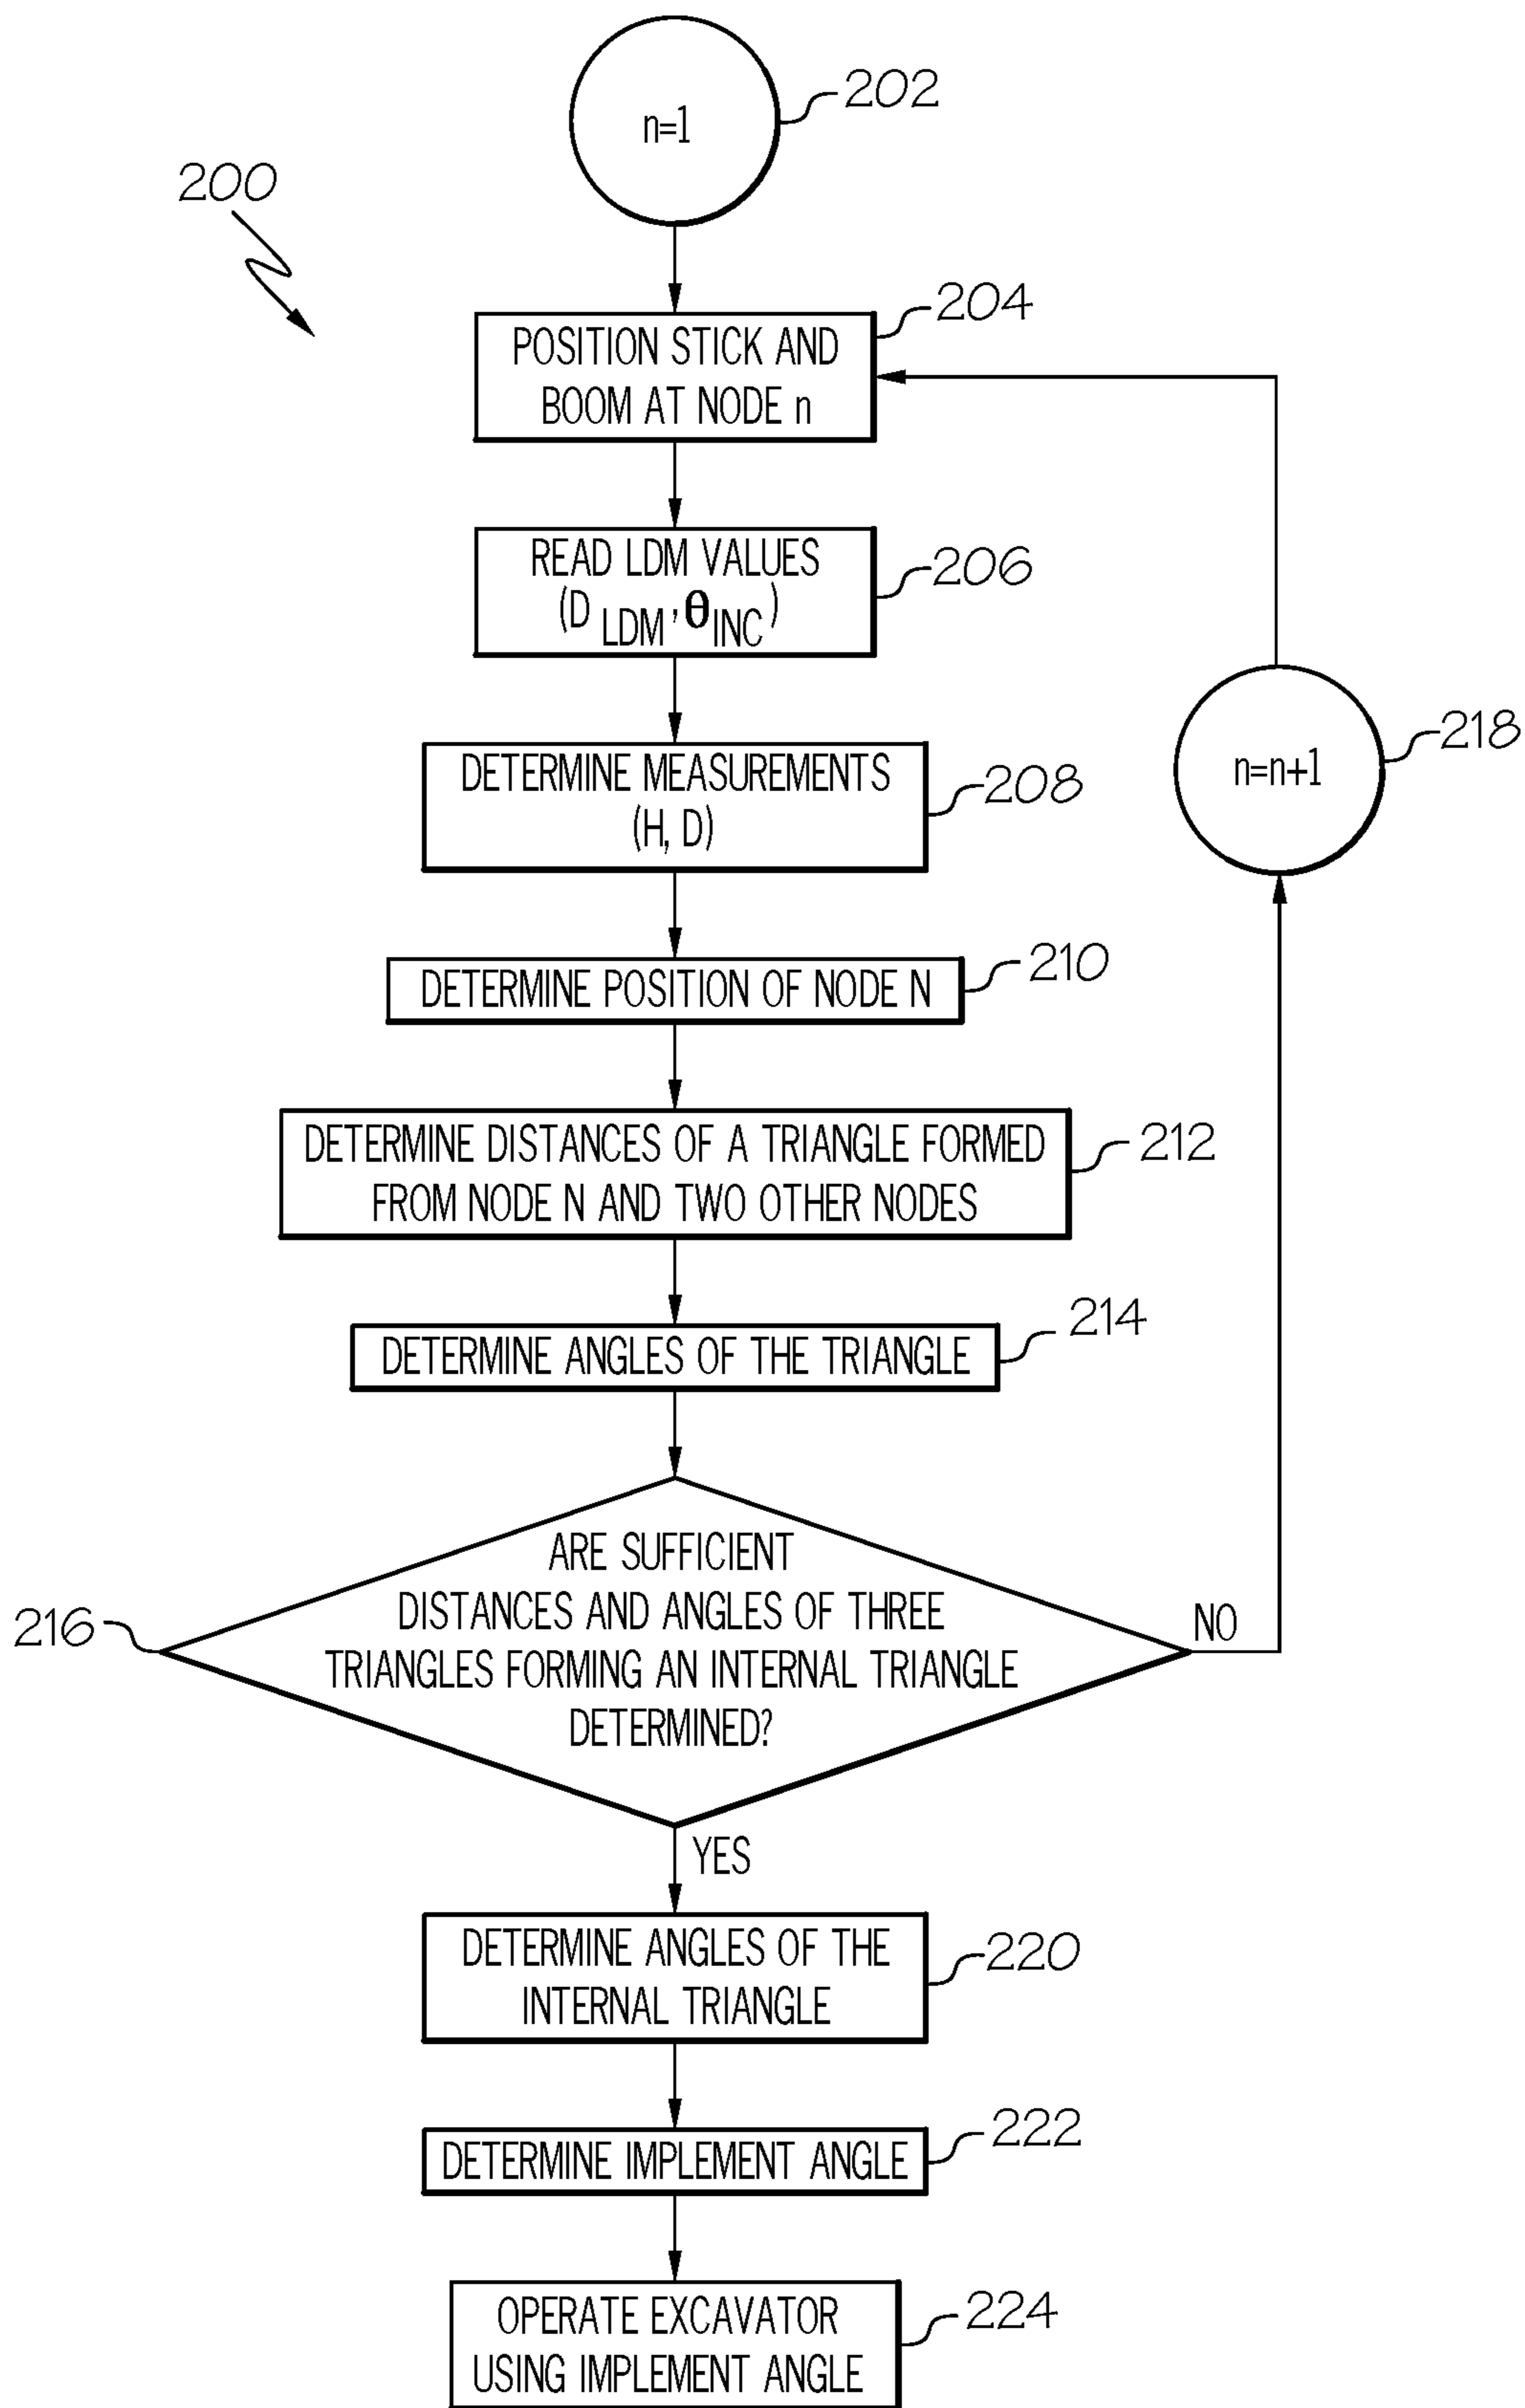 n=1
202
200
204
POSITION STICK AND
BOOM AT NODE n
READ LDM VALUES
(D LDM, θINC)
206
218
n=n+1
DETERMINE MEASUREMENTS
(H, D)
208
DETERMINE POSITION OF NODE N
210
DETERMINE DISTANCES OF A TRIANGLE FORMED
FROM NODE N AND TWO OTHER NODES
212
DETERMINE ANGLES OF THE TRIANGLE
214
ARE SUFFICIENT
DISTANCES AND ANGLES OF THREE
TRIANGLES FORMING AN INTERNAL TRIANGLE
DETERMINED?
216
NO
YES
DETERMINE ANGLES OF THE
INTERNAL TRIANGLE
220
DETERMINE IMPLEMENT ANGLE
222
OPERATE EXCAVATOR
USING IMPLEMENT ANGLE
224